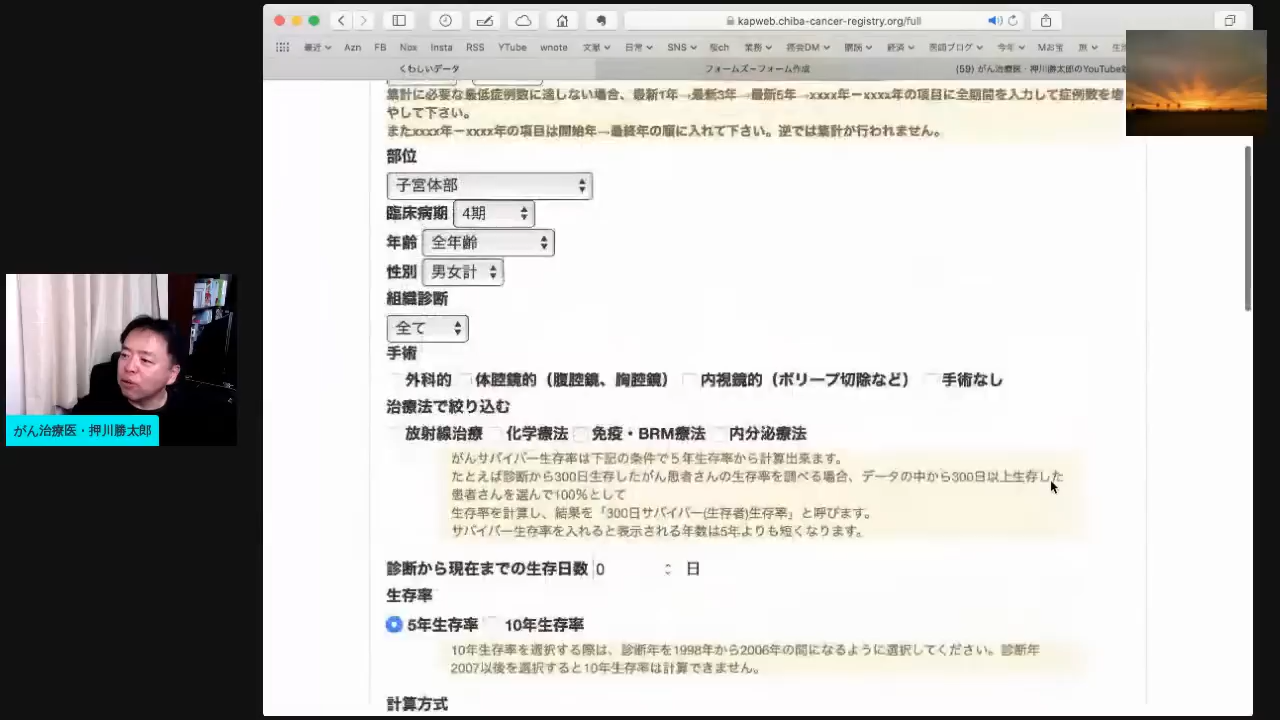 kapweb.chiba-cancer-registry.org/full
最近 Azn FB Nox Insta RSS YTube wnote 文章 日常 SNS 桜ch 業務 経会DM 購読 経済 医師ブログ 今年 Mお宝 旅
くわしいデータ フォームズ-フォーム作成 (59) がん治療医・押川勝太郎のYouTube
集計に必要な最低症例数に達しない場合、最新1年→最新3年→最新5年→xxxx年ーxxxx年の項目に全期間を入力して症例数を増
やして下さい。
またxxxx年ーxxxx年の項目は開始年→最終年の順に入れて下さい。逆では集計が行われません。
部位
子宮体部
臨床病期 4期
年齢 全年齢
性別 男女計
組織診断
全て
手術
外科的 体腔鏡的（腹腔鏡、胸腔鏡） 内視鏡的（ポリープ切除など） 手術なし
治療法で絞り込む
放射線治療 化学療法 免疫・BRM療法 内分泌療法
がんサバイバー生存率は下記の条件で５年生存率から計算出来ます。
たとえば診断から300日生存したがん患者さんの生存率を調べる場合、データの中から300日以上生存した
患者さんを選んで100％として
生存率を計算し、結果を「300日サバイバー(生存者)生存率」と呼びます。
サバイバー生存率を入れると表示される年数は5年よりも短くなります。
診断から現在までの生存日数 0 日
生存率
5年生存率 10年生存率
10年生存率を選択する際は、診断年を1998年から2006年の間になるように選択してください。診断年
2007以後を選択すると10年生存率は計算できません。
計算方式
がん治療医・押川勝太郎